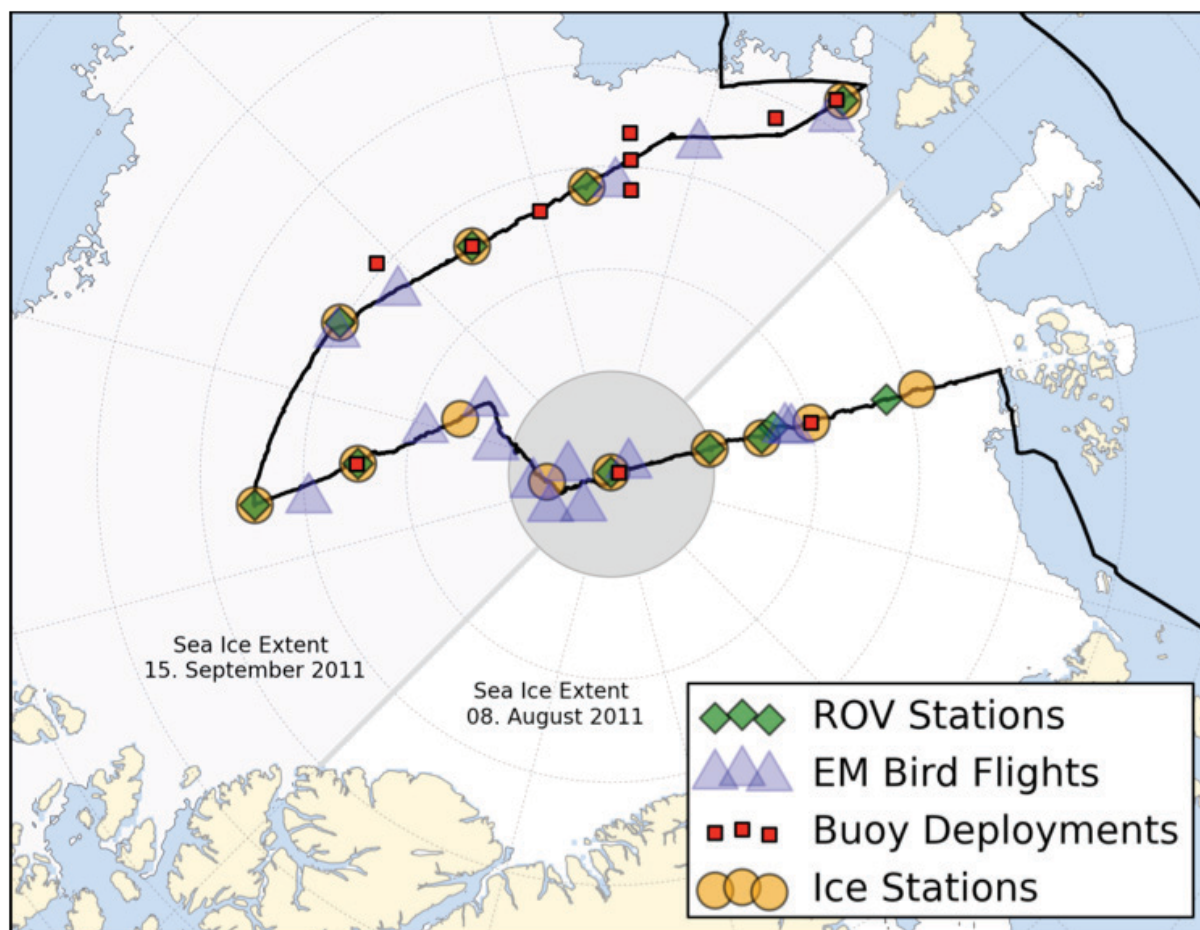 Sea Ice Extent
15. September 2011
Sea Ice Extent
08. August 2011
ROV Stations
EM Bird Flights
Buoy Deployments
Ice Stations